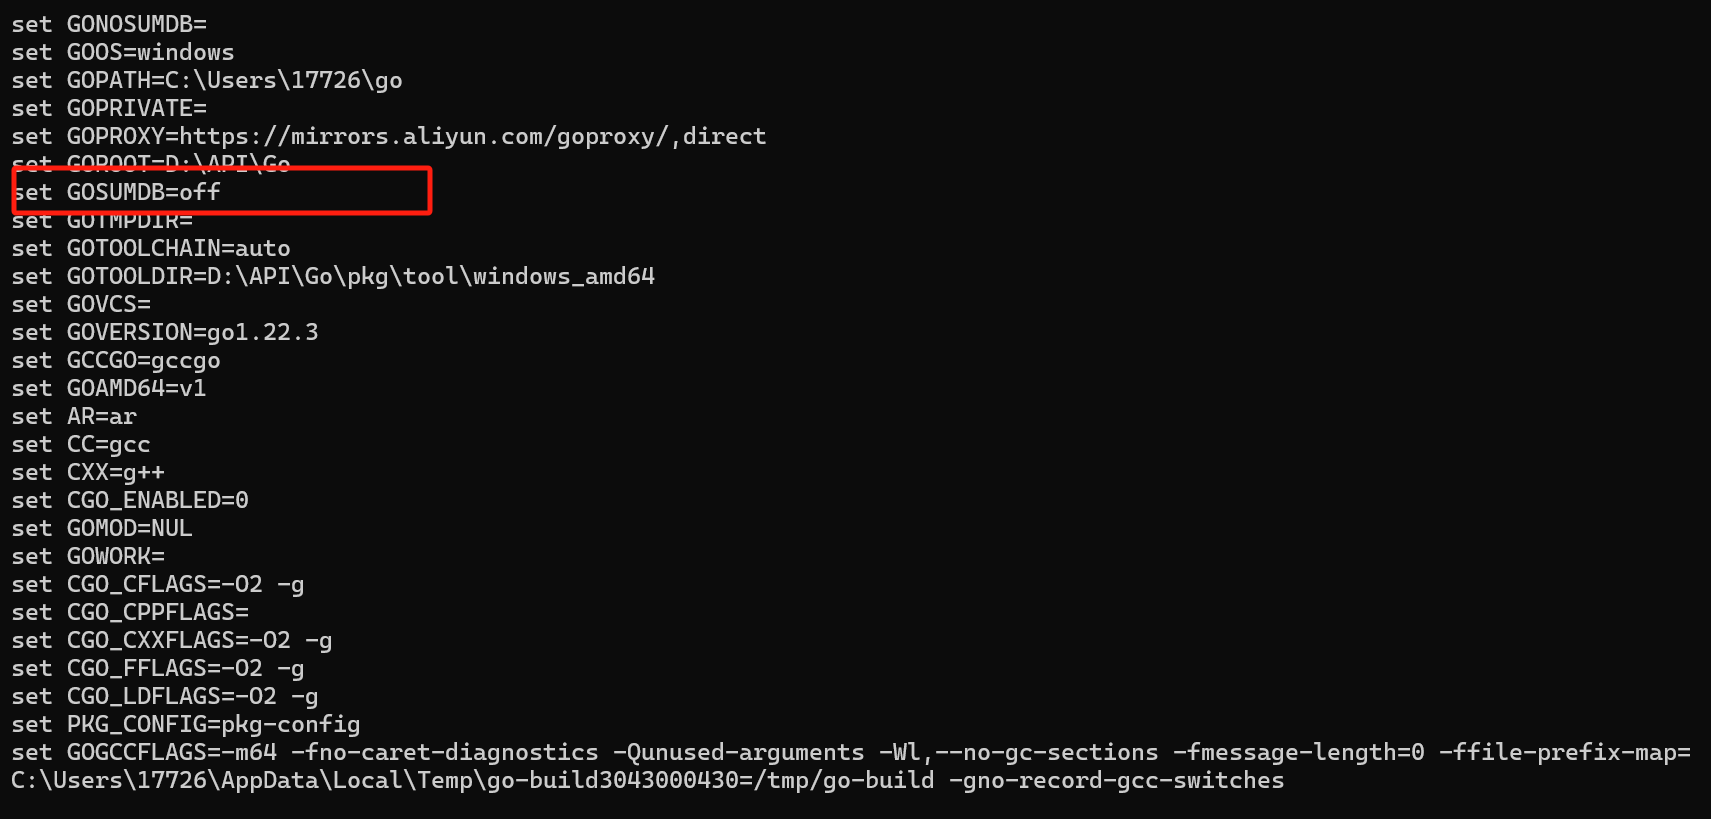 set GONOSUMDB=
set GOOS=windows
set GOPATH=C:\Users\17726\go
set GOPRIVATE=
set GOPROXY=https://mirrors.aliyun.com/goproxy/,direct
set GOROOT=D:\API\Go
set GOSUMDB=off
set GOTMPDIR=
set GOTOOLCHAIN=auto
set GOTOOLDIR=D:\API\Go\pkg\tool\windows_amd64
set GOVCS=
set GOVERSION=go1.22.3
set GCCGO=gccgo
set GOAMD64=v1
set AR=ar
set CC=gcc
set CXX=g++
set CGO_ENABLED=0
set GOMOD=NUL
set GOWORK=
set CGO_CFLAGS=-O2 -g
set CGO_CPPFLAGS=
set CGO_CXXFLAGS=-O2 -g
set CGO_FFLAGS=-O2 -g
set CGO_LDFLAGS=-O2 -g
set PKG_CONFIG=pkg-config
set GOGCCFLAGS=-m64 -fno-caret-diagnostics -Qunused-arguments -Wl,--no-gc-sections -fmessage-length=0 -ffile-prefix-map=
C:\Users\17726\AppData\Local\Temp\go-build3043000430=/tmp/go-build -gno-record-gcc-switches